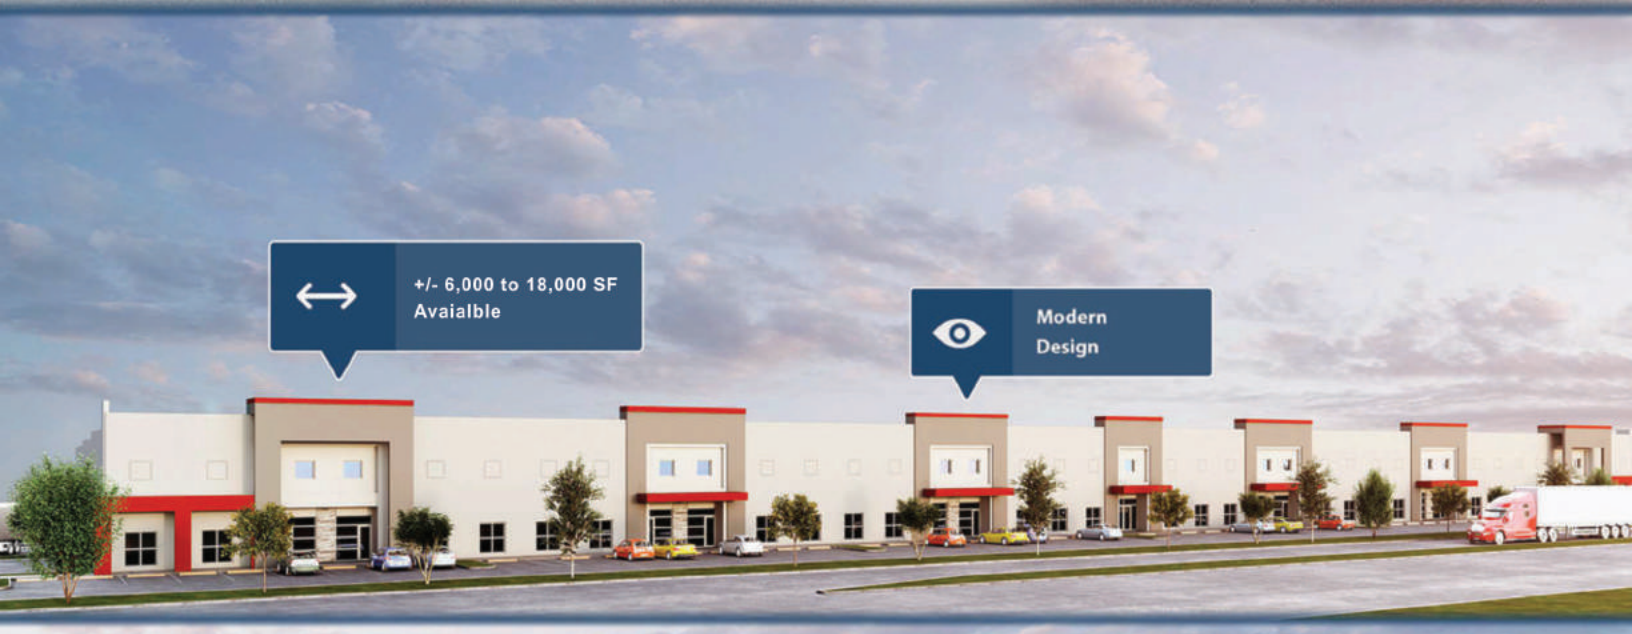 +/- 6,000 to 18,000 SF
Avaialble
Modern
Design